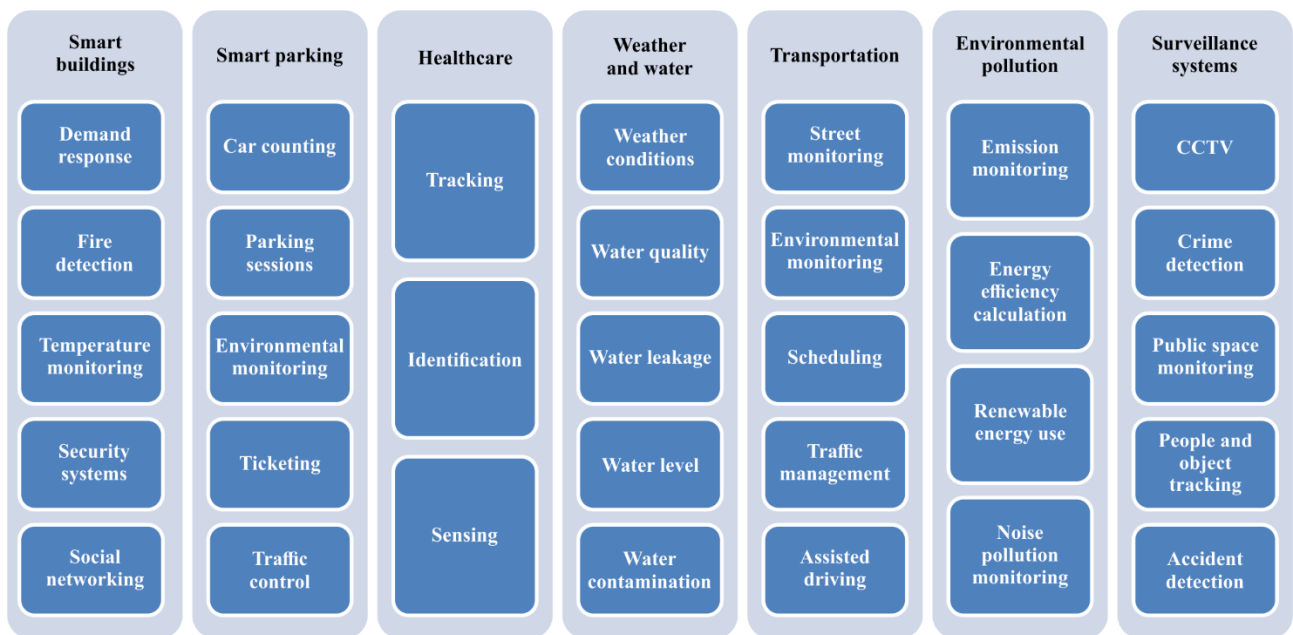 Smart
buildings
Demand
response
Fire
detection
Temperature
monitoring
Security
systems
Social
networking
Smart parking
Car counting
Parking
sessions
Environmental
monitoring
Ticketing
Traffic
control
Healthcare
Tracking
Identification
Sensing
Weather
and water
Weather
conditions
Water quality
Water leakage
Water level
Water
contamination
Transportation
Street
monitoring
Environmental
monitoring
Scheduling
Traffic
management
Assisted
driving
Environmental
pollution
Emission
monitoring
Energy
efficiency
calculation
Renewable
energy use
Noise
pollution
monitoring
Surveillance
systems
CCTV
Crime
detection
Public space
monitoring
People and
object
tracking
Accident
detection